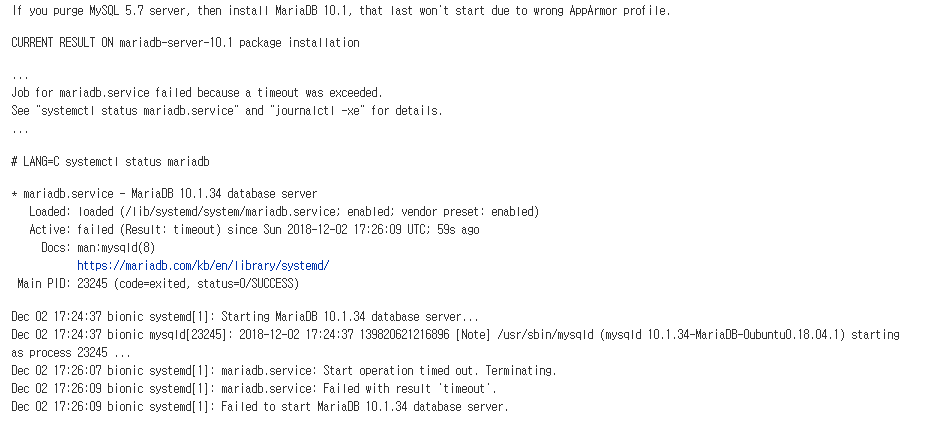 If you purge MySQL 5.7 server, then install MariaDB 10.1, that last won't start due to wrong AppArmor profile.
CURRENT RESULT ON mariadb-server-10.1 package installation
...
Job for mariadb.service failed because a timeout was exceeded.
See "systemctl status mariadb.service" and "journalctl -xe" for details.
...
# LANG=C systemctl status mariadb
* mariadb.service - MariaDB 10.1.34 database server
Loaded: loaded (/lib/systemd/system/mariadb.service; enabled; vendor preset: enabled)
Active: failed (Result: timeout) since Sun 2018-12-02 17:26:09 UTC; 59s ago
Docs: man:mysqld(8)
https://mariadb.com/kb/en/library/systemd/
Main PID: 23245 (code=exited, status=0/SUCCESS)
Dec 02 17:24:37 bionic systemd[1]: Starting MariaDB 10.1.34 database server...
Dec 02 17:24:37 bionic mysqld[23245]: 2018-12-02 17:24:37 139820621216896 [Note] /usr/sbin/mysqld (mysqld 10.1.34-MariaDB-0ubuntu0.18.04.1) starting
as process 23245 ...
Dec 02 17:26:07 bionic systemd[1]: mariadb.service: Start operation timed out. Terminating.
Dec 02 17:26:09 bionic systemd[1]: mariadb.service: Failed with result 'timeout'.
Dec 02 17:26:09 bionic systemd[1]: Failed to start MariaDB 10.1.34 database server.